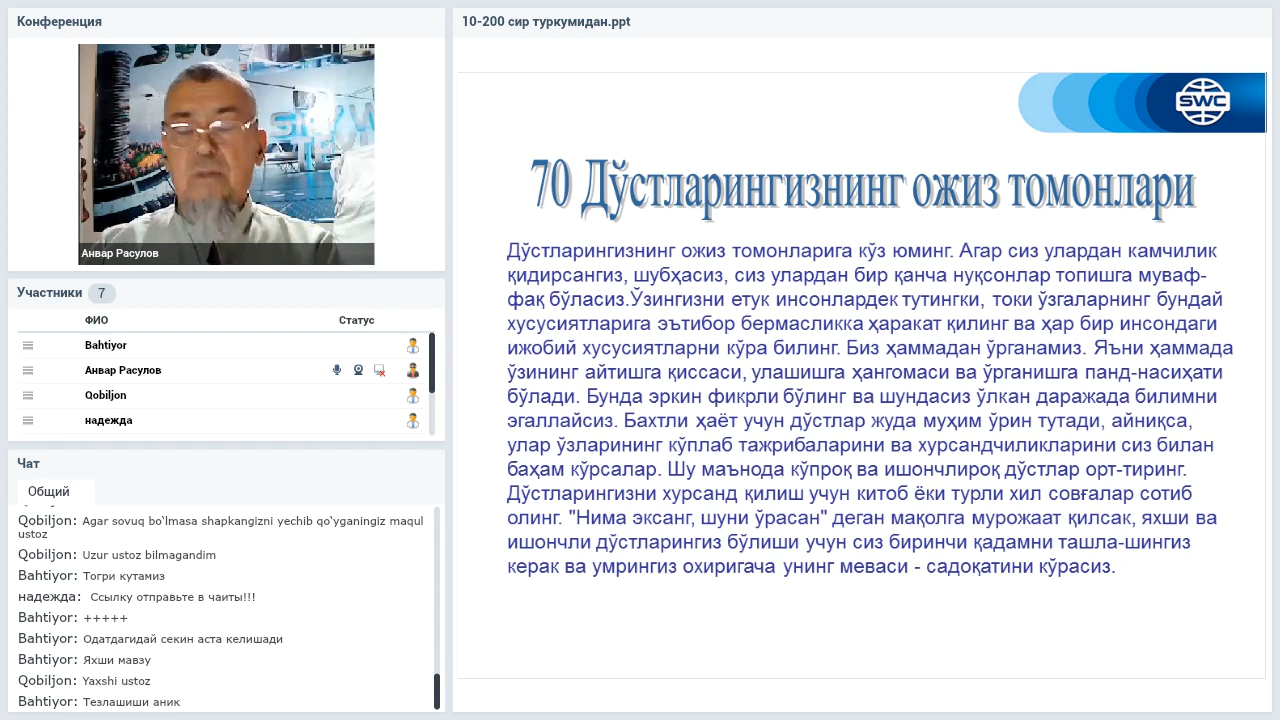 Конференция
Анвар Расулов
Участники 7
ФИО Статус
Bahtiyor
Анвар Расулов
Qobiljon
надежда
Чат
Общий
Qobiljon: Agar sovuq bo`lmasa shapkangizni yechib qo`yganingiz maqul
ustoz
Qobiljon: Uzur ustoz bilmagandim
Bahtiyor: Тогри кутамиз
надежда: Ссылку отправьте в чаиты!!!
Bahtiyor: +++++
Bahtiyor: Одатдагидай секин аста келишади
Bahtiyor: Яхши мавзу
Qobiljon: Yaxshi ustoz
Bahtiyor: Тезлашиши аник
10-200 сир туркумидан.ppt
SWC
70 Дўстларингизнинг ожиз томонлари
Дўстларингизнинг ожиз томонларига кўз юминг. Агар сиз улардан камчилик
қидирсангиз, шубҳасиз, сиз улардан бир қанча нуқсонлар топишга муваф-
фақ бўласиз.Ўзингизни етук инсонлардек тутингки, токи ўзгаларнинг бундай
хусусиятларига эътибор бермасликка ҳаракат қилинг ва ҳар бир инсондаги
ижобий хусусиятларни кўра билинг. Биз ҳаммадан ўрганамиз. Яъни ҳаммада
ўзининг айтишга қиссаси, улашишга ҳангомаси ва ўрганишга панд-насиҳати
бўлади. Бунда эркин фикрли бўлинг ва шундасиз ўлкан даражада билимни
эгаллайсиз. Бахтли ҳаёт учун дўстлар жуда муҳим ўрин тутади, айниқса,
улар ўзларининг кўплаб тажрибаларини ва хурсандчиликларини сиз билан
баҳам кўрсалар. Шу маънода кўпроқ ва ишончлироқ дўстлар орт-тиринг.
Дўстларингизни хурсанд қилиш учун китоб ёки турли хил совғалар сотиб
олинг. "Нима эксанг, шуни ўрасан" деган мақолга мурожаат қилсак, яхши ва
ишончли дўстларингиз бўлиши учун сиз биринчи қадамни ташла-шингиз
керак ва умрингиз охиригача унинг меваси - садоқатини кўрасиз.